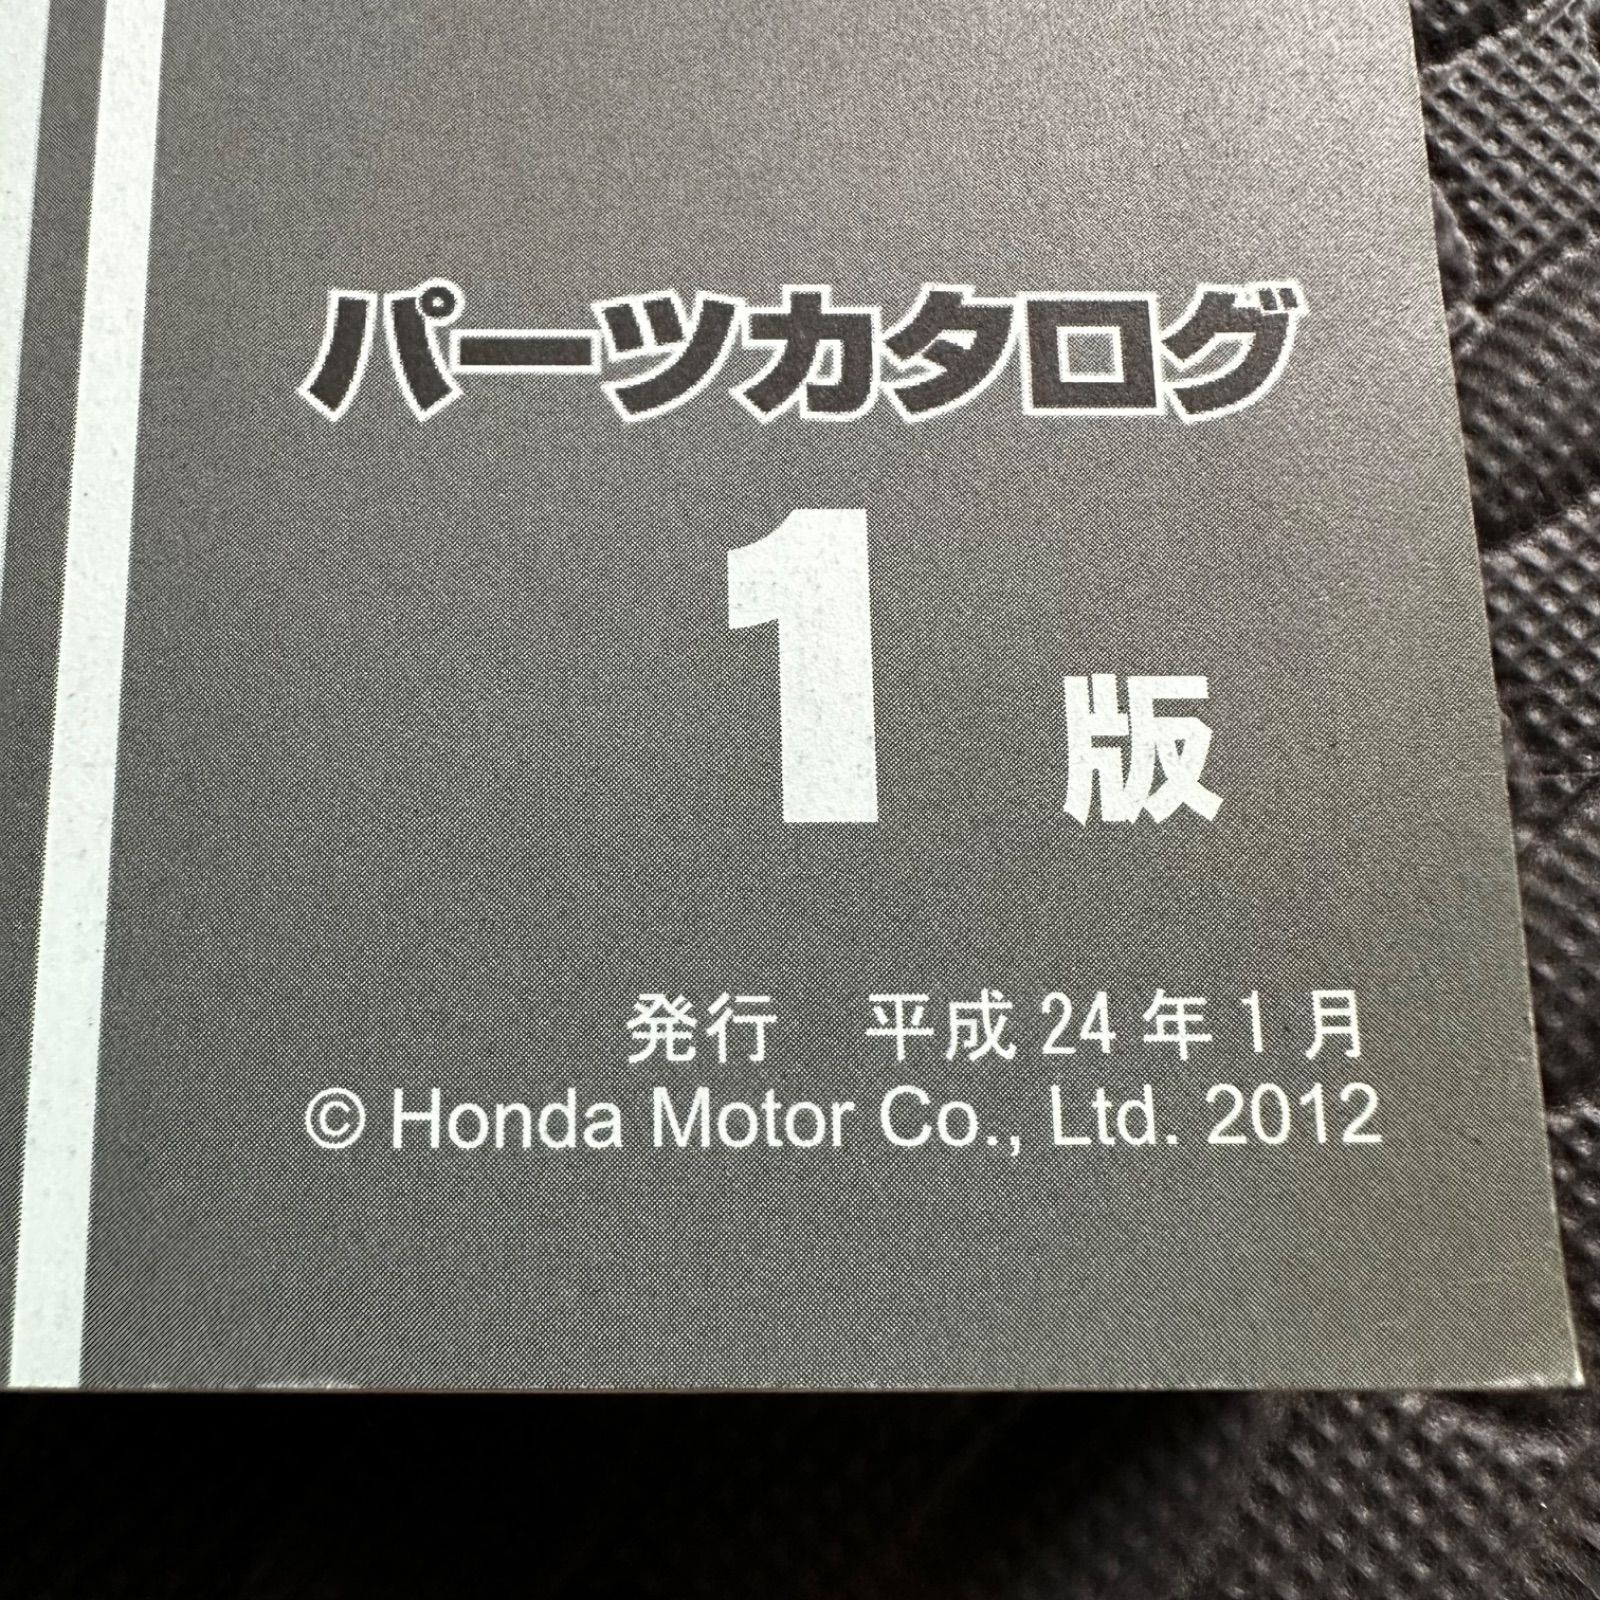 パーツカタログ
1 版
発行 平成 24 年 1 月
© Honda Motor Co., Ltd. 2012